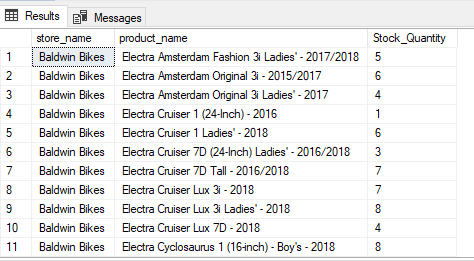 Results Messages
store_name product_name Stock_Quantity
1 Baldwin Bikes Electra Amsterdam Fashion 3i Ladies' - 2017/2018 5
2 Baldwin Bikes Electra Amsterdam Original 3i - 2015/2017 6
3 Baldwin Bikes Electra Amsterdam Original 3i Ladies' - 2017 4
4 Baldwin Bikes Electra Cruiser 1 (24-Inch) - 2016 1
5 Baldwin Bikes Electra Cruiser 1 Ladies' - 2018 6
6 Baldwin Bikes Electra Cruiser 7D (24-Inch) Ladies' - 2016/2018 3
7 Baldwin Bikes Electra Cruiser 7D Tall - 2016/2018 7
8 Baldwin Bikes Electra Cruiser Lux 3i - 2018 7
9 Baldwin Bikes Electra Cruiser Lux 3i Ladies' - 2018 8
10 Baldwin Bikes Electra Cruiser Lux 7D - 2018 4
11 Baldwin Bikes Electra Cyclosaurus 1 (16-inch) - Boy's - 2018 8